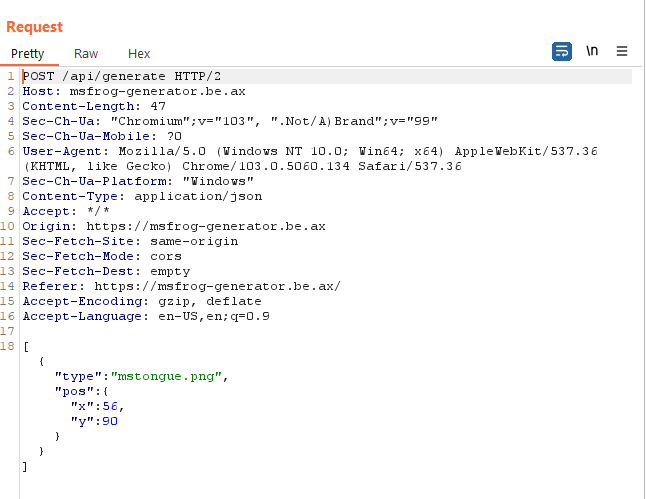 Request
Pretty Raw Hex \n
1 POST /api/generate HTTP/2
2 Host: msfrog-generator.be.ax
3 Content-Length: 47
4 Sec-Ch-Ua: "Chromium";v="103", ".Not/A)Brand";v="99"
5 Sec-Ch-Ua-Mobile: ?0
6 User-Agent: Mozilla/5.0 (Windows NT 10.0; Win64; x64) AppleWebKit/537.36
(KHTML, like Gecko) Chrome/103.0.5060.134 Safari/537.36
7 Sec-Ch-Ua-Platform: "Windows"
8 Content-Type: application/json
9 Accept: */*
10 Origin: https://msfrog-generator.be.ax
11 Sec-Fetch-Site: same-origin
12 Sec-Fetch-Mode: cors
13 Sec-Fetch-Dest: empty
14 Referer: https://msfrog-generator.be.ax/
15 Accept-Encoding: gzip, deflate
16 Accept-Language: en-US,en;q=0.9
17
18 [
{
"type":"mstongue.png",
"pos":{
"x":56,
"y":90
}
}
]